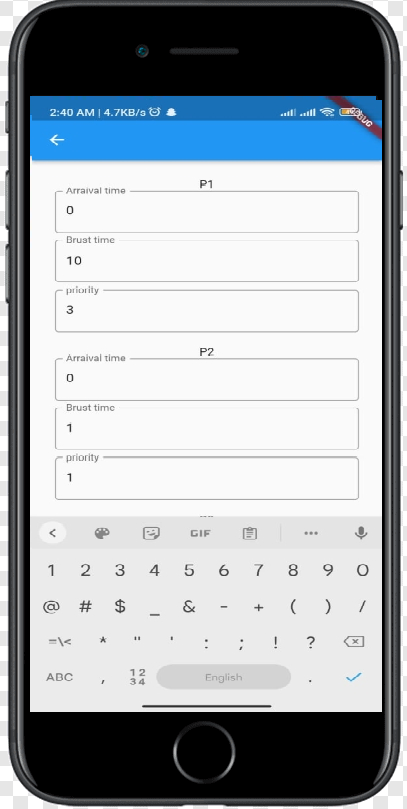 2:40 AM | 4.7KB/s
DEBUG
P1
Arraival time
0
Brust time
10
priority
3
P2
Arraival time
0
Brust time
1
priority
1
GIF
1 2 3 4 5 6 7 8 9 0
@ # $ _ & - + ( ) /
=\< * " ' : ; ! ?
ABC , 12 English .
34